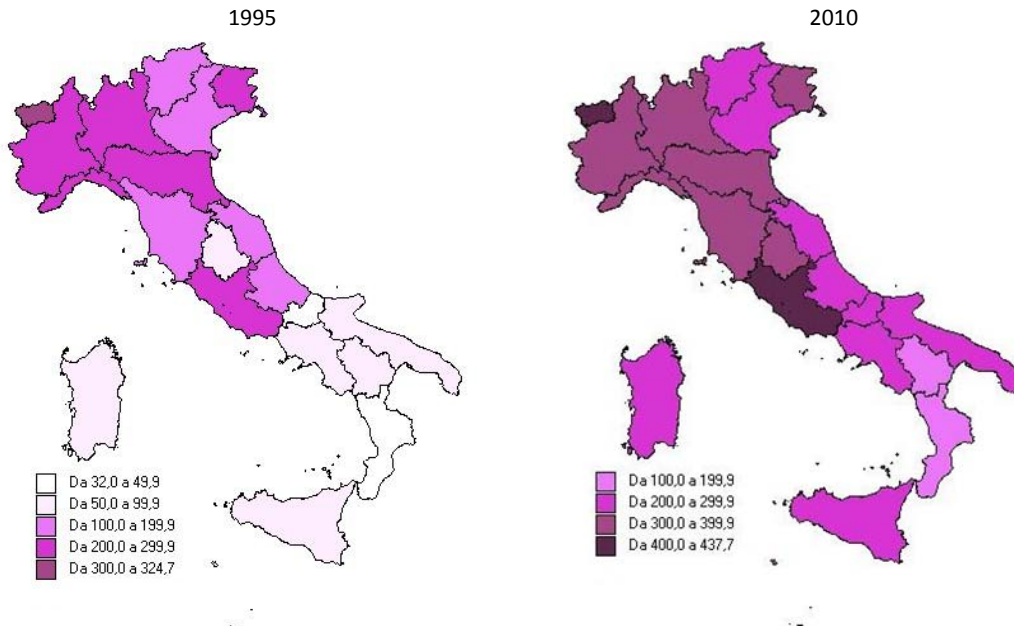 1995
2010
Da 32,0 a 49,9
Da 50,0 a 99,9
Da 100,0 a 199,9
Da 200,0 a 299,9
Da 300,0 a 324,7
Da 100,0 a 199,9
Da 200,0 a 299,9
Da 300,0 a 399,9
Da 400,0 a 437,7